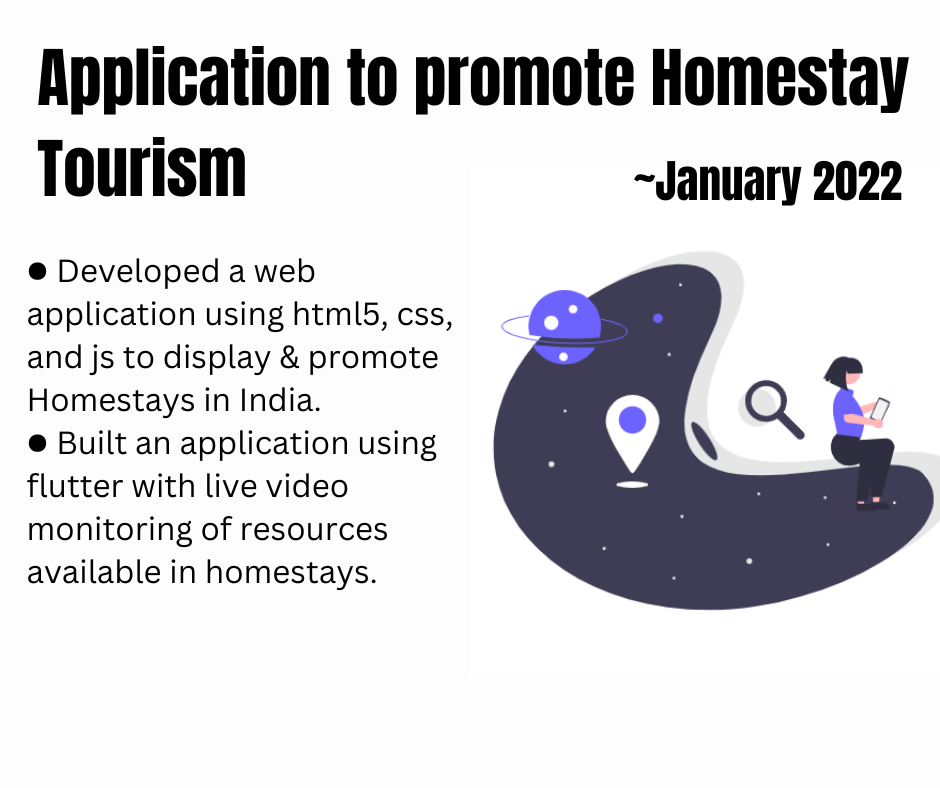 Application to promote Homestay
Tourism
~January 2022
● Developed a web
application using html5, css,
and js to display & promote
Homestays in India.
● Built an application using
flutter with live video
monitoring of resources
available in homestays.